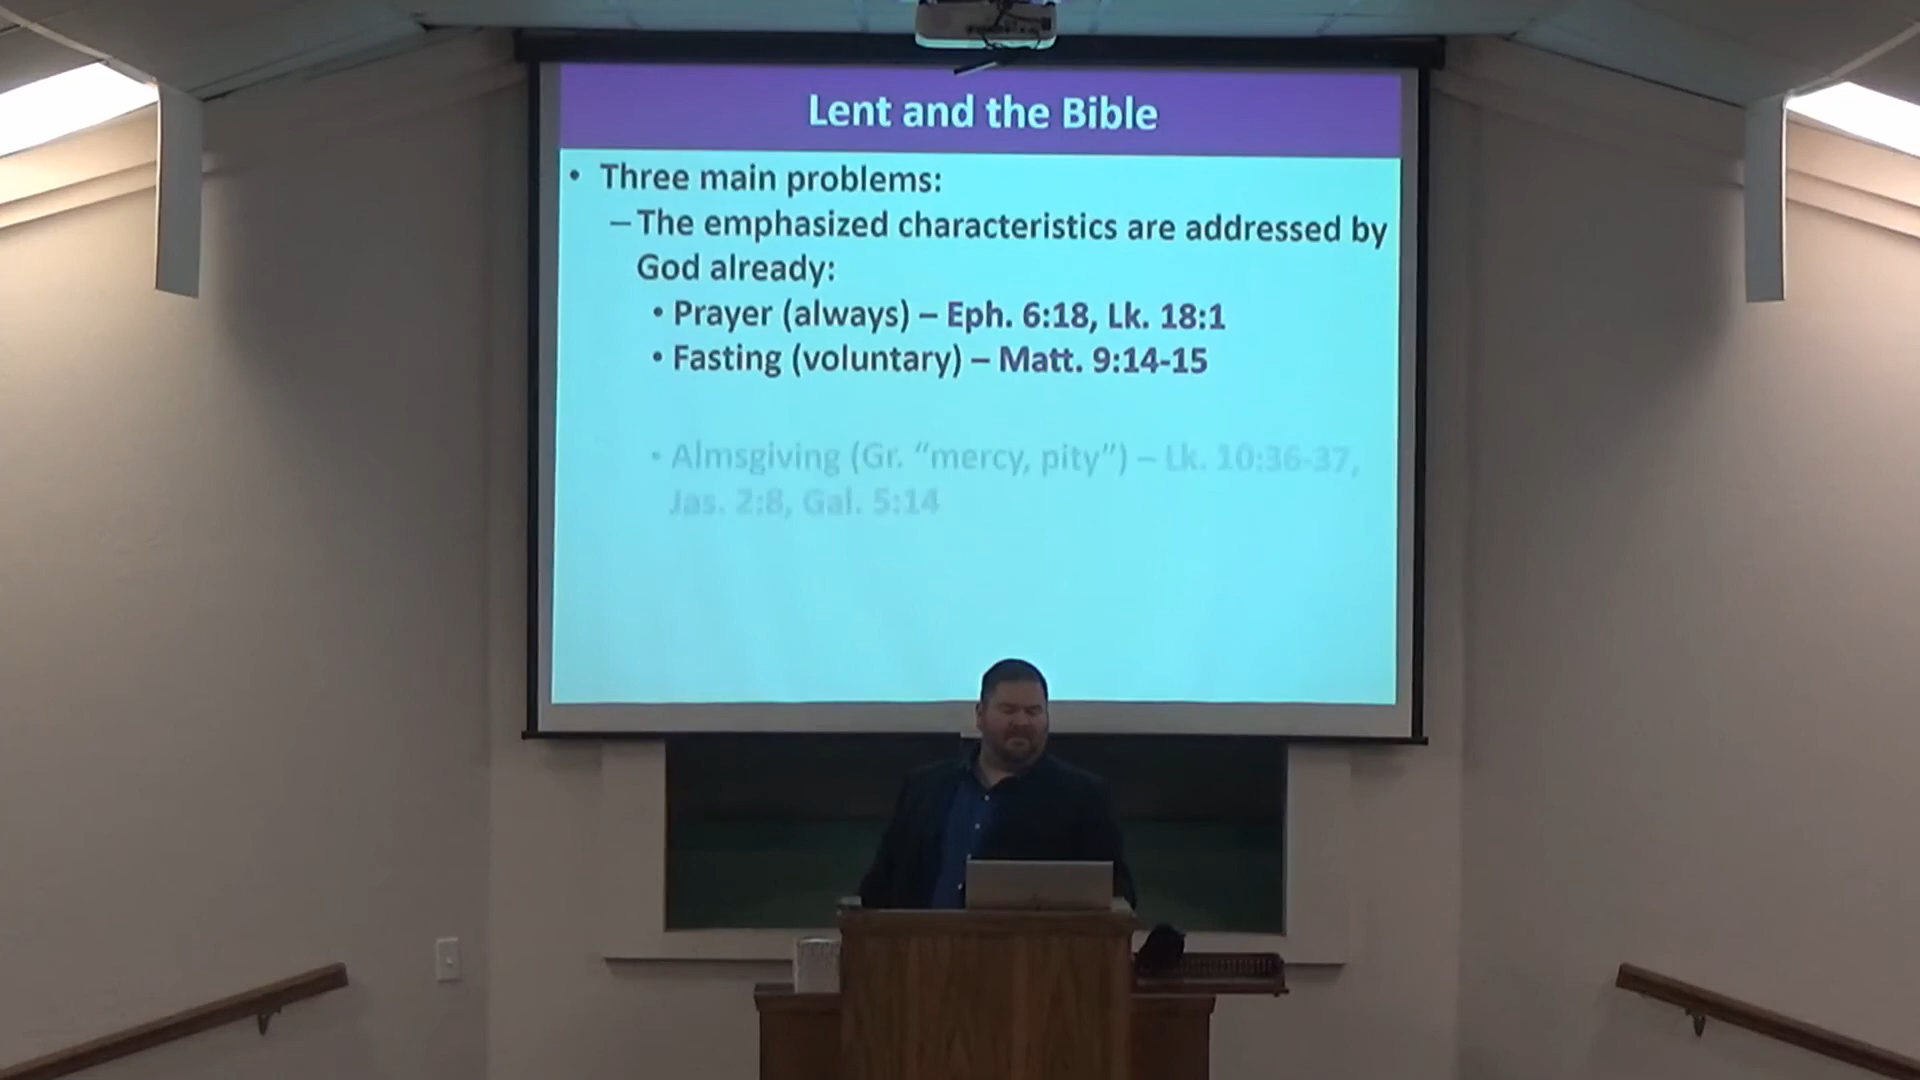 Lent and the Bible
• Three main problems:
– The emphasized characteristics are addressed by
God already:
• Prayer (always) – Eph. 6:18, Lk. 18:1
• Fasting (voluntary) – Matt. 9:14-15
• Almsgiving (Gr. “mercy, pity”) – Lk. 10:36-37,
Jas. 2:8, Gal. 5:14